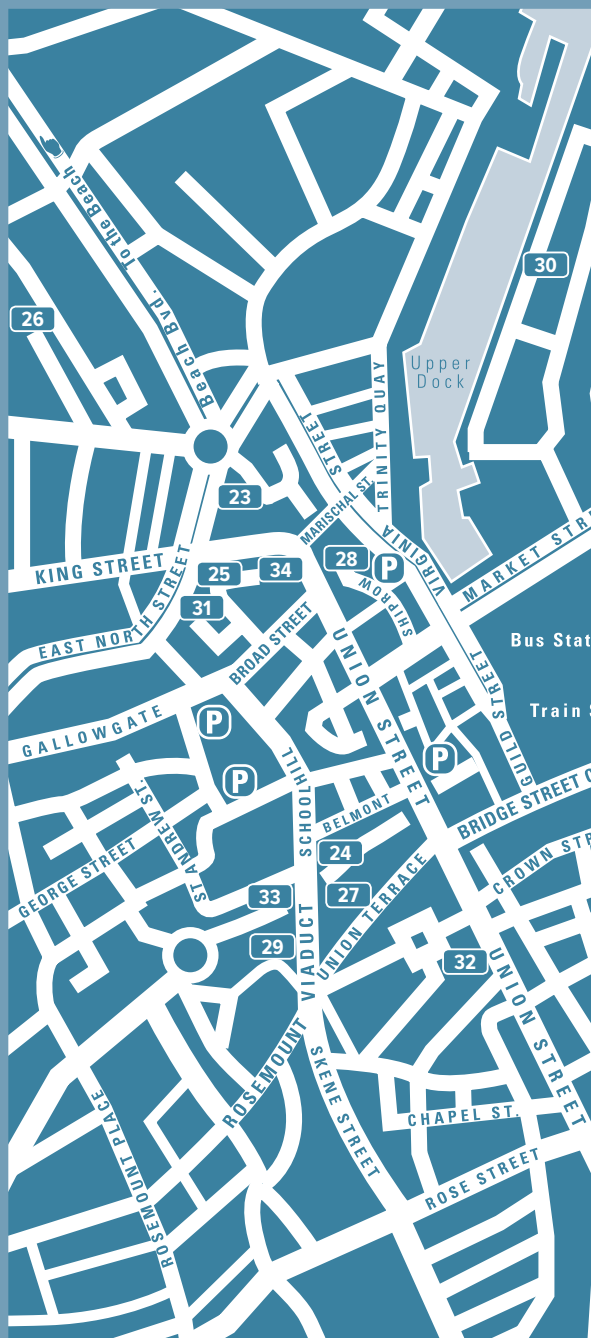 To the Beach
30
26
Beach Bvd.
Upper
Dock
TRINITY QUAY
STREET
VIRGINIA
23
MARISCHAL ST.
KING STREET
25
34
28
P
SHIPROW
MARKET STR
31
EAST NORTH STREET
BROAD STREET
Bus Stat
GUILD STREET
Train S
UNION STREET
GALLOWGATE
P
P
P
SCHOOLHILL
ST ANDREW ST.
BELMONT
BRIDGE STREET
GEORGE STREET
24
CROWN STR
33
27
UNION TERRACE
VIADUCT
29
32
UNION STREET
ROSEMOUNT
SKENE STREET
CHAPEL ST.
ROSEMOUNT PLACE
ROSE STREET